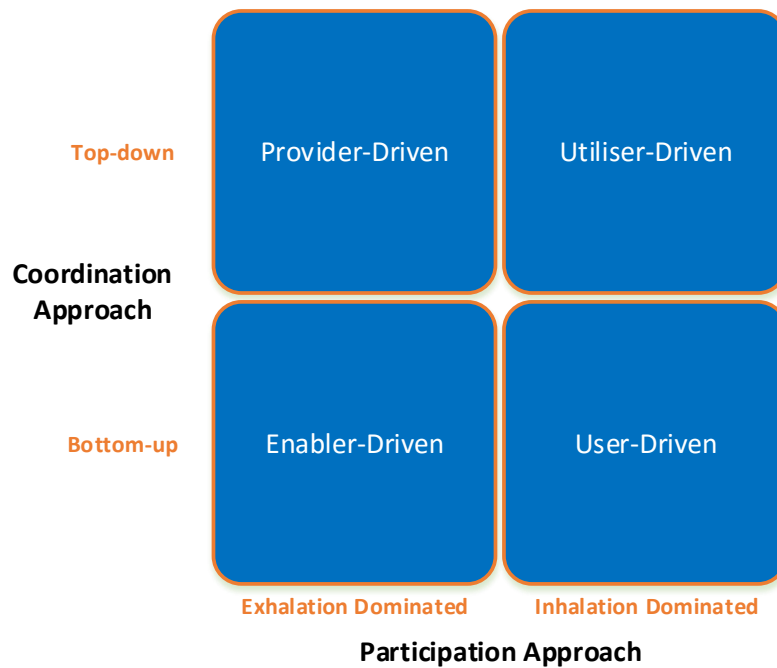 Top-down
Provider-Driven
Utiliser-Driven
Coordination
Approach
Bottom-up
Enabler-Driven
User-Driven
Exhalation Dominated
Inhalation Dominated
Participation Approach